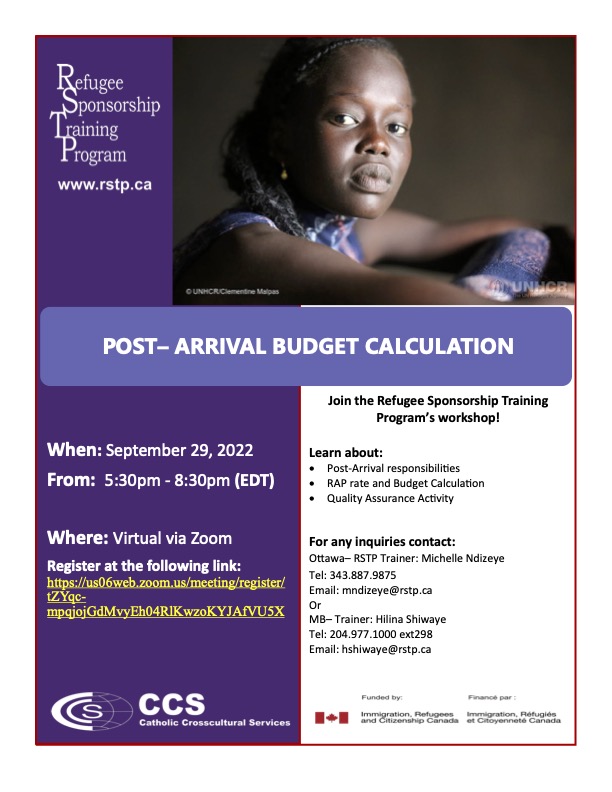 Refugee
Sponsorship
Training
Program
www.rstp.ca
© UNHCR/Clementine Malpas
UNHCR
POST– ARRIVAL BUDGET CALCULATION
When: September 29, 2022
From:  5:30pm - 8:30pm (EDT)
Where: Virtual via Zoom
Register at the following link:
https://us06web.zoom.us/meeting/register/
tZYqc-
mpqjojGdMvyEh04RlKwzoKYJAfVU5X
Join the Refugee Sponsorship Training
Program's workshop!
Learn about:
• Post-Arrival responsibilities
• RAP rate and Budget Calculation
• Quality Assurance Activity
For any inquiries contact:
Ottawa– RSTP Trainer: Michelle Ndizeye
Tel: 343.887.9875
Email: mndizeye@rstp.ca
Or
MB– Trainer: Hilina Shiwaye
Tel: 204.977.1000 ext298
Email: hshiwaye@rstp.ca
CCS
CCS
Catholic Crosscultural Services
Funded by:
Financé par :
Immigration, Refugees
and Citizenship Canada
Immigration, Réfugiés
et Citoyenneté Canada